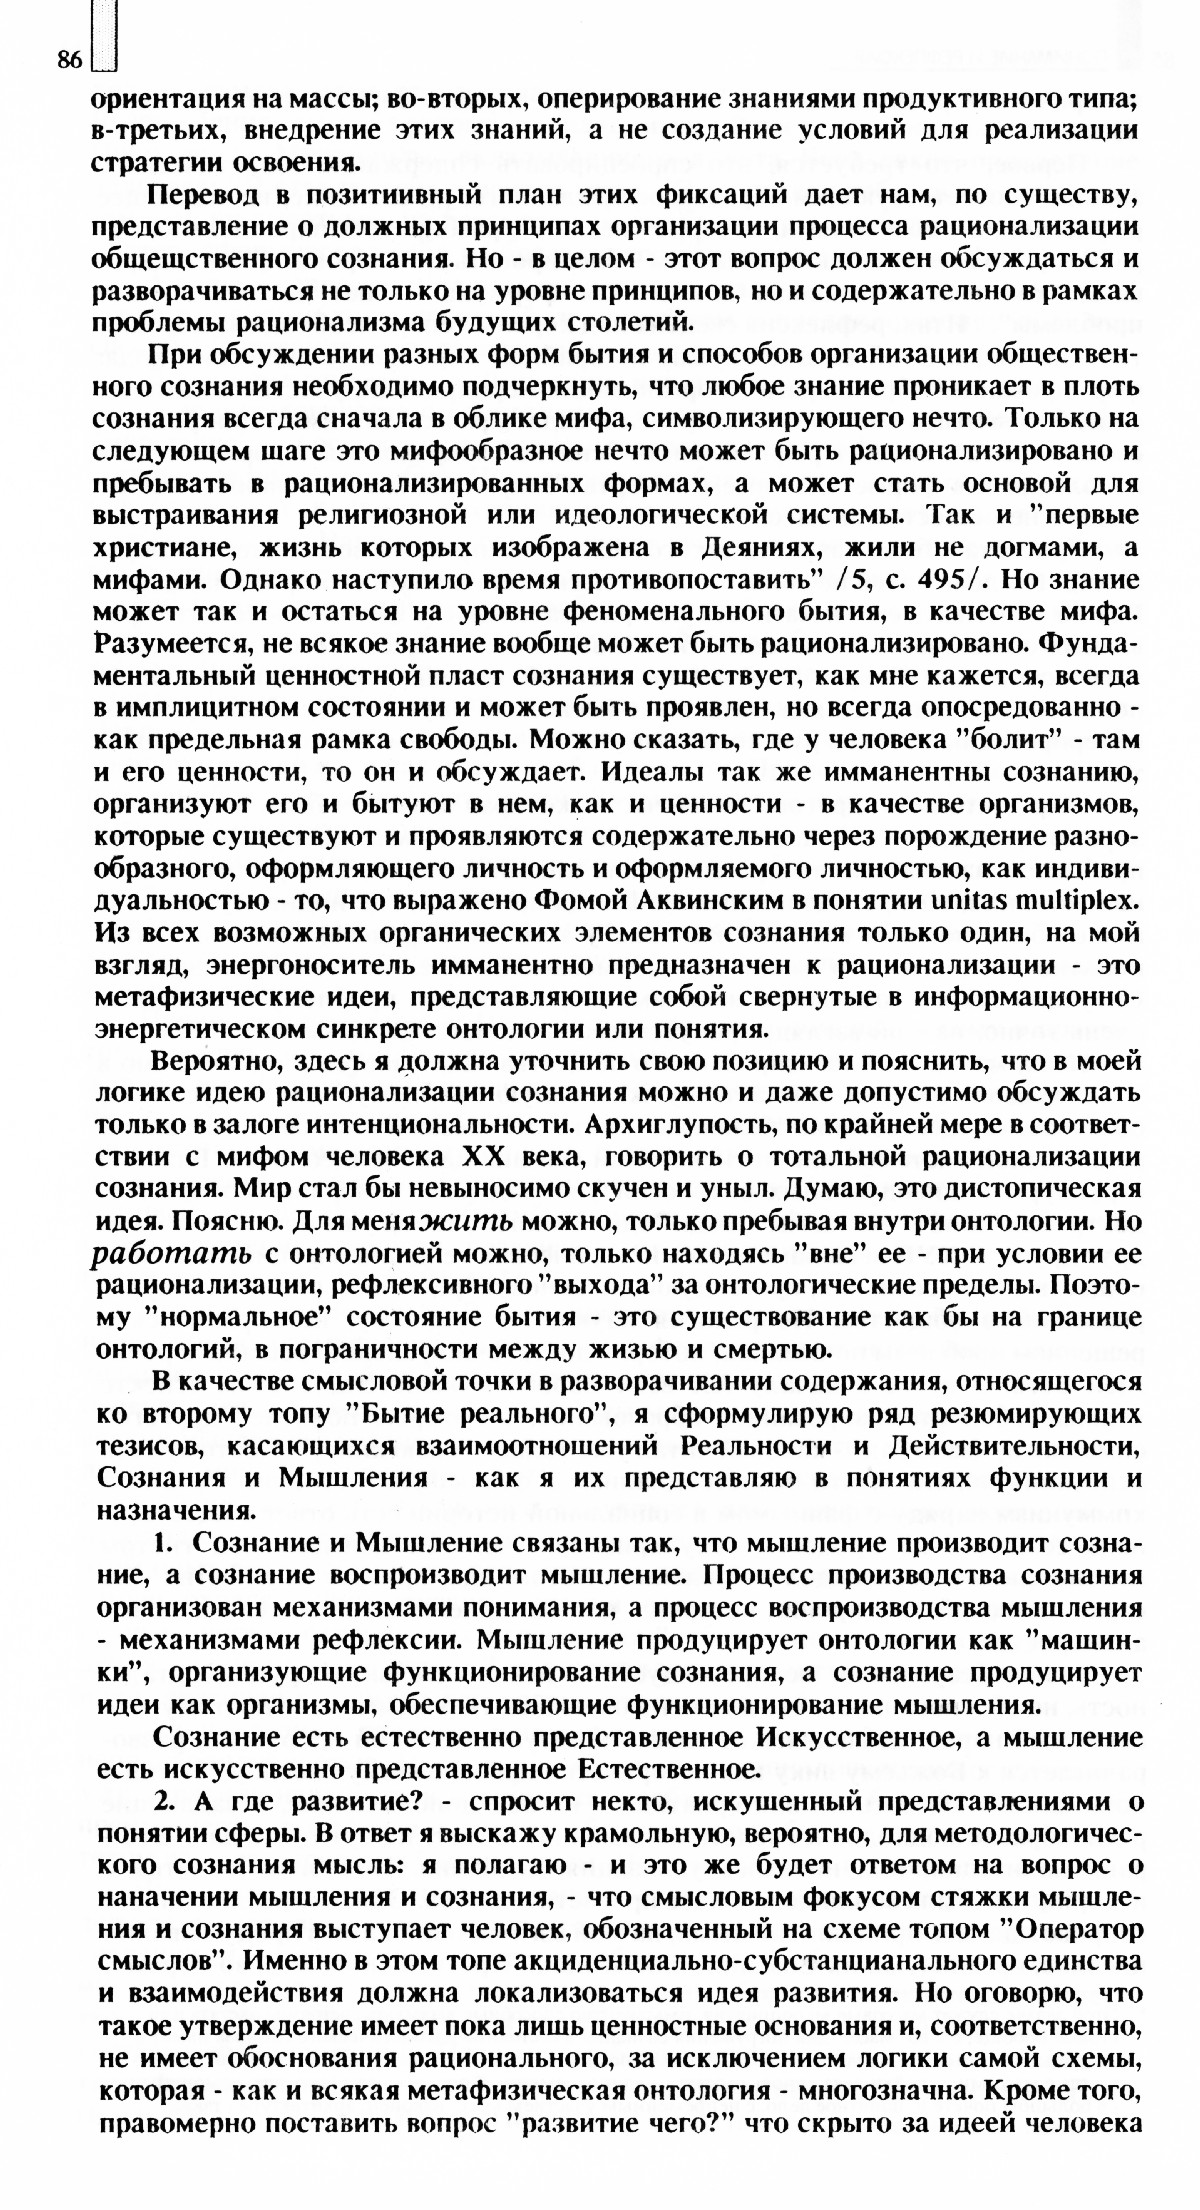 86
ориентация на массы; во-вторых, оперирование знаниями продуктивного типа;
в-третьих, внедрение этих знаний, а не создание условий для реализации
стратегии освоения.
Перевод в позитиивный план этих фиксаций дает нам, по существу,
представление о должных принципах организации процесса рационализации
общещственного сознания. Но - в целом - этот вопрос должен обсуждаться и
разворачиваться не только на уровне принципов, но и содержательно в рамках
проблемы рационализма будущих столетий.
При обсуждении разных форм бытия и способов организации обществен-
ного сознания необходимо подчеркнуть, что любое знание проникает в плоть
сознания всегда сначала в облике мифа, символизирующего нечто. Только на
следующем шаге это мифообразное нечто может быть рационализировано и
пребывать в рационализированных формах, а может стать основой для
выстраивания религиозной или идеологической системы. Так и ”первые
христиане, жизнь которых изображена в Деяниях, жили не догмами, а
мифами. Однако наступило время противопоставить” /5, с. 495/. Но знание
может так и остаться на уровне феноменального бытия, в качестве мифа.
Разумеется, не всякое знание вообще может быть рационализировано. Фунда-
ментальный ценностной пласт сознания существует, как мне кажется, всегда
в имплицитном состоянии и может быть проявлен, но всегда опосредованно -
как предельная рамка свободы. Можно сказать, где у человека ”болит” - там
и его ценности, то он и обсуждает. Идеалы так же имманентны сознанию,
организуют его и бытуют в нем, как и ценности - в качестве организмов,
которые существуют и проявляются содержательно через порождение разно-
образного, оформляющего личность и оформляемого личностью, как индиви-
дуальностью - то, что выражено Фомой Аквинским в понятии unitas multiplex.
Из всех возможных органических элементов сознания только один, на мой
взгляд, энергоноситель имманентно предназначен к рационализации - это
метафизические идеи, представляющие собой свернутые в информационно-
энергетическом синкрете онтологии или понятия.
Вероятно, здесь я должна уточнить свою позицию и пояснить, что в моей
логике идею рационализации сознания можно и даже допустимо обсуждать
только в залоге интенциональности. Архиглупость, по крайней мере в соответ-
ствии с мифом человека XX века, говорить о тотальной рационализации
сознания. Мир стал бы невыносимо скучен и уныл. Думаю, это дистопическая
идея. Поясню. Для меня жить можно, только пребывая внутри онтологии. Но
работать с онтологией можно, только находясь ”вне” ее - при условии ее
рационализации, рефлексивного ”выхода” за онтологические пределы. Поэто-
му ”нормальное” состояние бытия - это существование как бы на границе
онтологий, в пограничности между жизью и смертью.
В качестве смысловой точки в разворачивании содержания, относящегося
ко второму топу ”Бытие реального”, я сформулирую ряд резюмирующих
тезисов, касающихся взаимоотношений Реальности и Действительности,
Сознания и Мышления - как я их представляю в понятиях функции и
назначения.
1. Сознание и Мышление связаны так, что мышление производит созна-
ние, а сознание воспроизводит мышление. Процесс производства сознания
организован механизмами понимания, а процесс воспроизводства мышления
- механизмами рефлексии. Мышление продуцирует онтологии как ”машин-
ки”, организующие функционирование сознания, а сознание продуцирует
идеи как организмы, обеспечивающие функционирование мышления.
Сознание есть естественно представленное Искусственное, а мышление
есть искусственно представленное Естественное.
2. А где развитие? - спросит некто, искушенный представлениями о
понятии сферы. В ответ я выскажу крамольную, вероятно, для методологичес-
кого сознания мысль: я полагаю - и это же будет ответом на вопрос о
наначении мышления и сознания, - что смысловым фокусом стяжки мышле-
ния и сознания выступает человек, обозначенный на схеме топом ”Оператор
смыслов”. Именно в этом топе акциденциально-субстанцианального единства
и взаимодействия должна локализоваться идея развития. Но оговорю, что
такое утверждение имеет пока лишь ценностные основания и, соответственно,
не имеет обоснования рационального, за исключением логики самой схемы,
которая - как и всякая метафизическая онтология - многозначна. Кроме того,
правомерно поставить вопрос ”развитие чего?” что скрыто за идеей человека